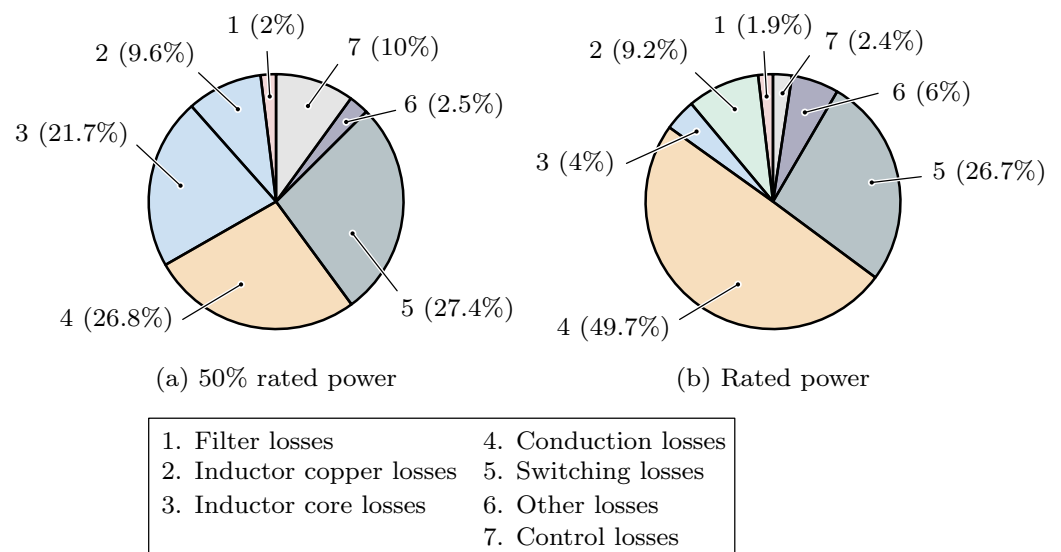 1 (2%)
2 (9.6%)
7 (10%)
3 (21.7%)
6 (2.5%)
4 (26.8%)
5 (27.4%)
(a) 50% rated power
1 (1.9%)
2 (9.2%)
7 (2.4%)
6 (6%)
3 (4%)
5 (26.7%)
4 (49.7%)
(b) Rated power
1. Filter losses
2. Inductor copper losses
3. Inductor core losses
4. Conduction losses
5. Switching losses
6. Other losses
7. Control losses